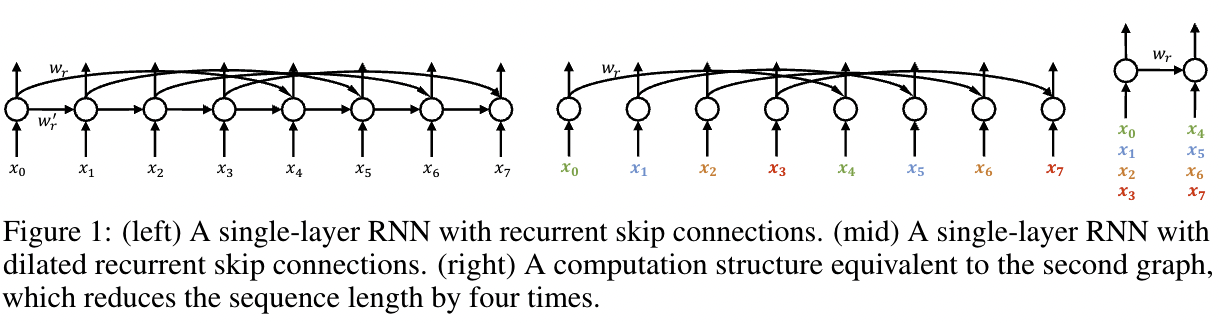 w_r w_r
w'_r
x_0 x_1 x_2 x_3 x_4 x_5 x_6 x_7
x_0 x_1 x_2 x_3 x_4 x_5 x_6 x_7
w_r
x_0 x_4
x_1 x_5
x_2 x_6
x_3 x_7
Figure 1: (left) A single-layer RNN with recurrent skip connections. (mid) A single-layer RNN with
dilated recurrent skip connections. (right) A computation structure equivalent to the second graph,
which reduces the sequence length by four times.